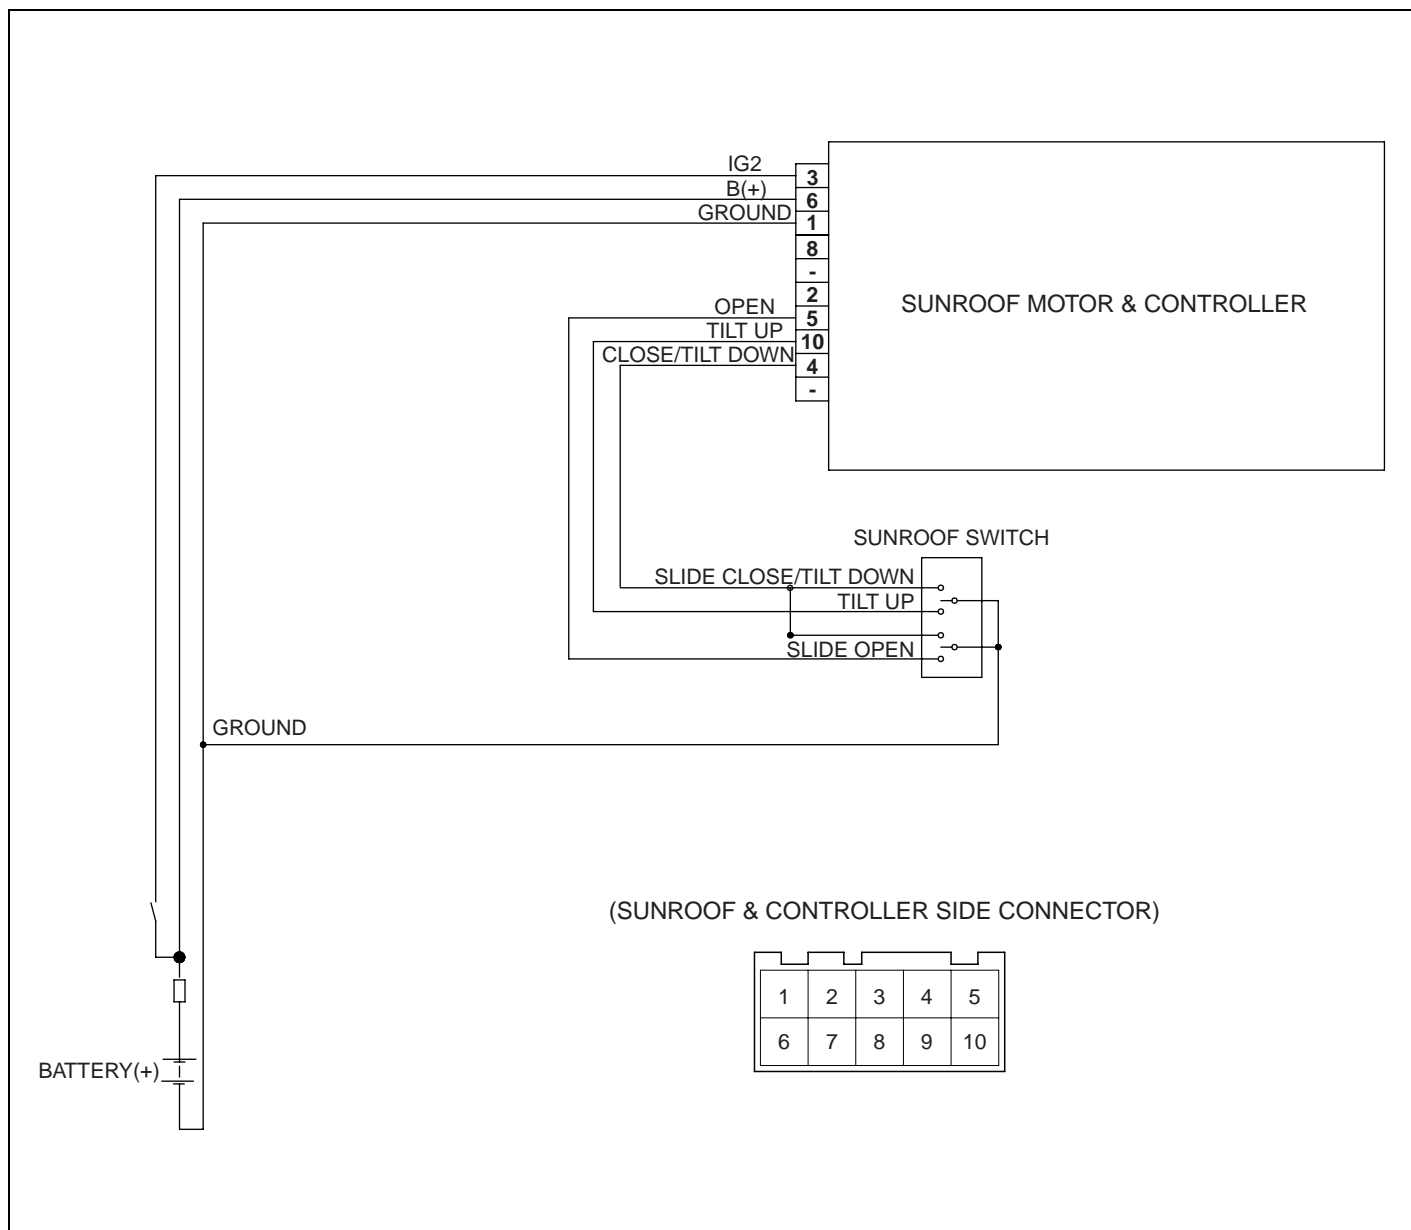 IG2
3
B(+)
6
GROUND
1
8
-
2
SUNROOF MOTOR & CONTROLLER
OPEN
5
TILT UP
10
CLOSE/TILT DOWN
4
-
SUNROOF SWITCH
SLIDE CLOSE/TILT DOWN
TILT UP
SLIDE OPEN
GROUND
(SUNROOF & CONTROLLER SIDE CONNECTOR)
1 2 3 4 5
6 7 8 9 10
BATTERY(+)